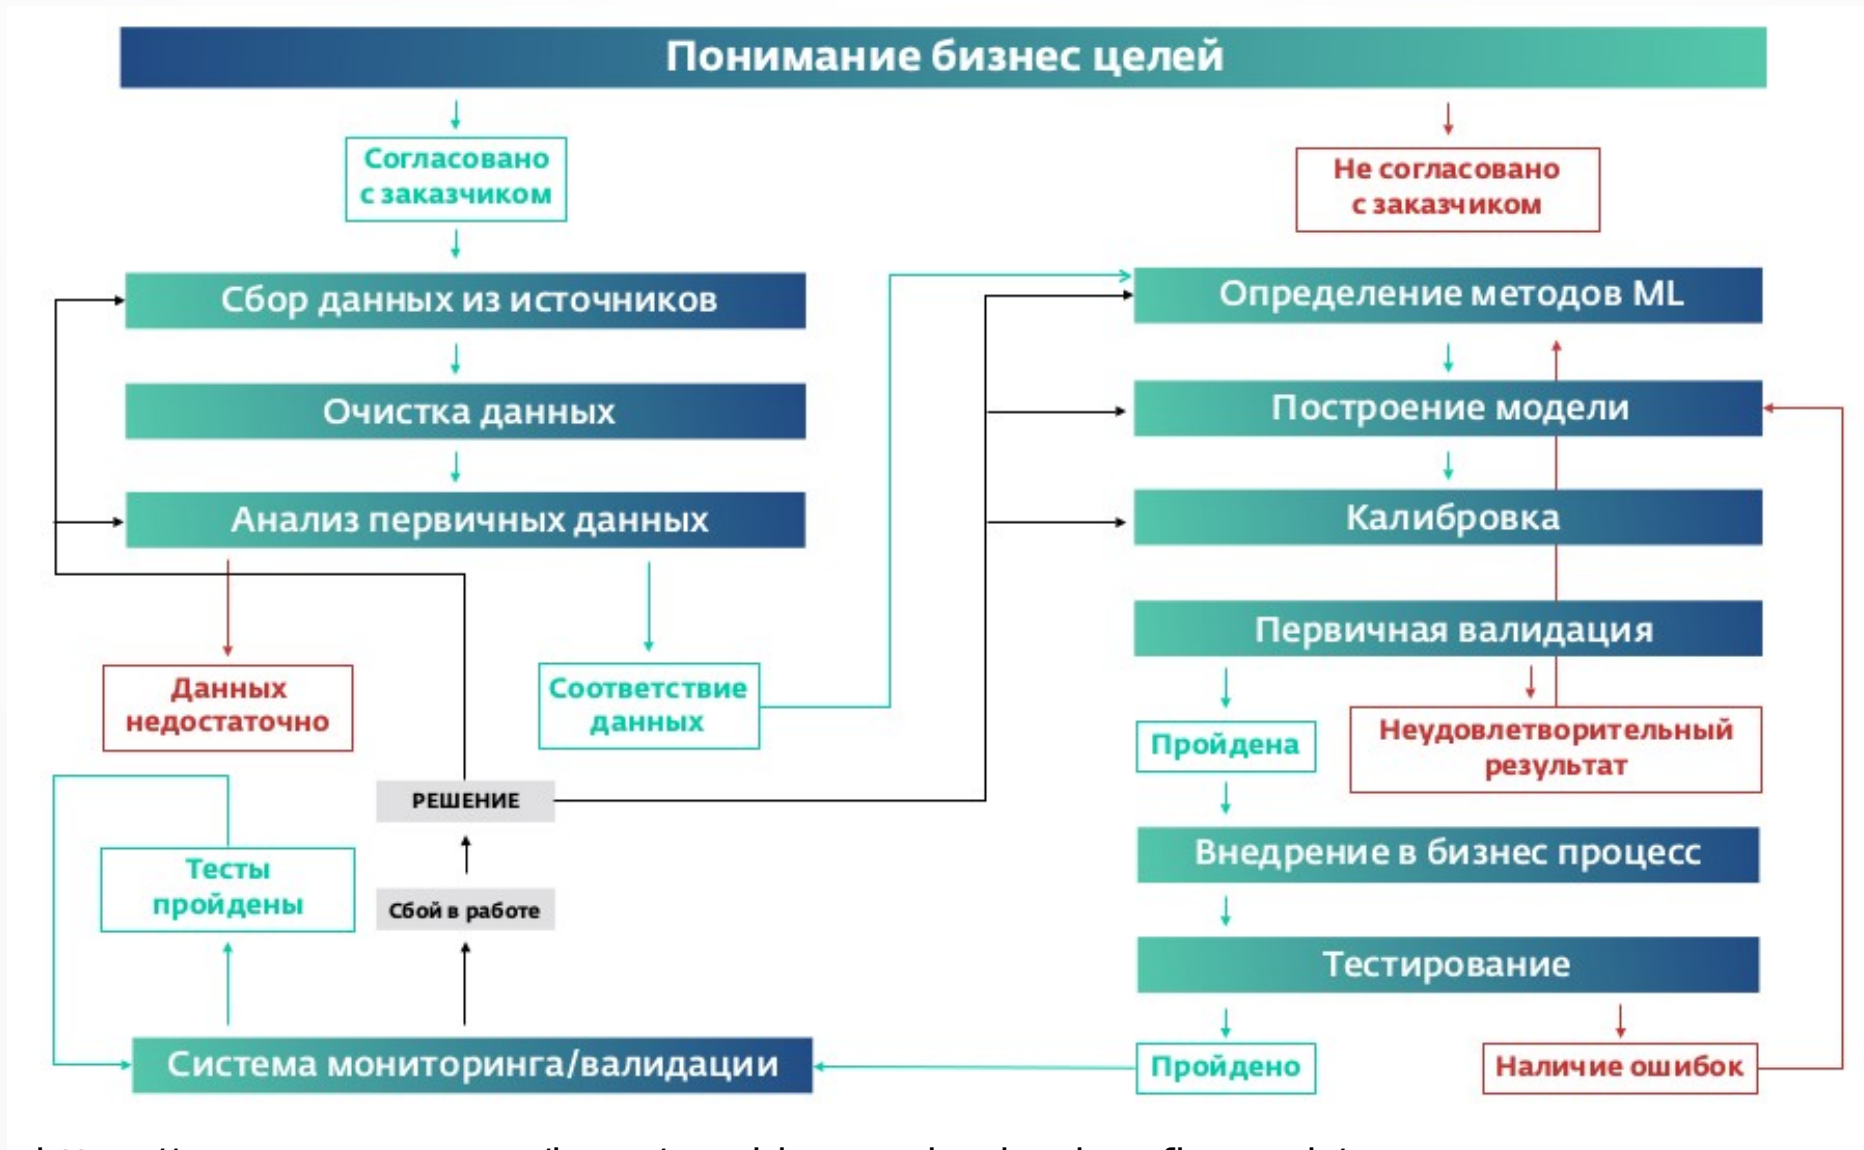 Понимание бизнес целей
Согласовано
с заказчиком
Не согласовано
с заказчиком
Сбор данных из источников
Очистка данных
Анализ первичных данных
Данных
недостаточно
Соответствие
данных
РЕШЕНИЕ
Сбой в работе
Тесты
пройдены
Система мониторинга/валидации
Определение методов ML
Построение модели
Калибровка
Первичная валидация
Пройдена
Неудовлетворительный
результат
Внедрение в бизнес процесс
Тестирование
Пройдено
Наличие ошибок